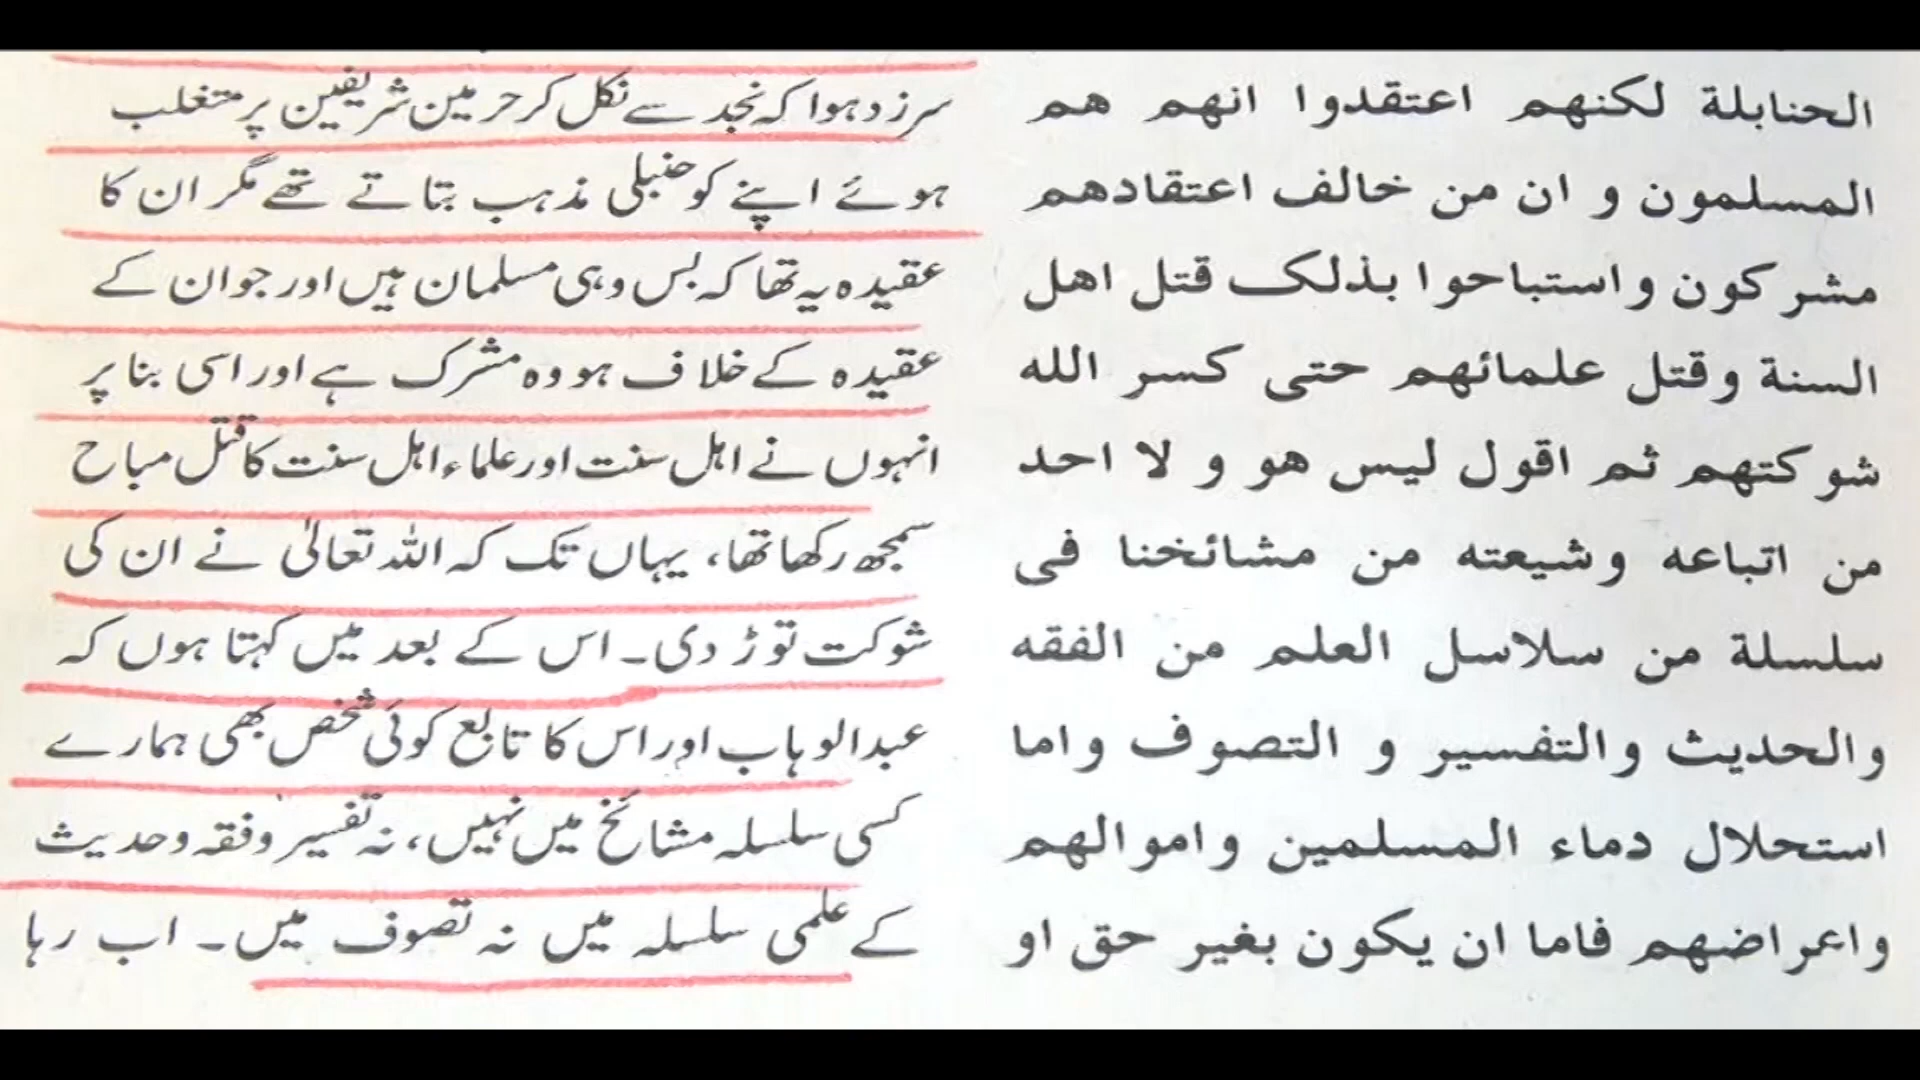 الحنابلة لكنهم اعتقدوا انهم هم
المسلمون و ان من خالف اعتقادهم
مشركون واستباحوا بذلك قتل اهل
السنة وقتل علمائهم حتى كسر الله
شوكتهم ثم اقول ليس هو و لا احد
من اتباعه وشيعته من مشائخنا فى
سلسلة من سلاسل العلم من الفقه
والحديث والتفسير و التصوف واما
استحلال دماء المسلمين واموالهم
واعراضهم فاما ان يكون بغير حق او
سرزد ہوا کہ نجد سے نکل کر حرمین شریفین پر متغلب
ہوئے اپنے کو حنبلی مذہب بتاتے تھے مگر ان کا
عقیدہ یہ تھا کہ بس وہی مسلمان ہیں اور جو ان کے
عقیدہ کے خلاف ہو وہ مشرک ہے اور اسی بنا پر
انہوں نے اہل سنت اور علماء اہل سنت کا قتل مباح
سمجھ رکھا تھا، یہاں تک کہ اللہ تعالیٰ نے ان کی
شوکت توڑ دی۔ اس کے بعد میں کہتا ہوں کہ
عبدالوہاب اور اس کا تابع کوئی شخص بھی ہمارے
کسی سلسلہ مشائخ میں نہیں، نہ تفسیر وفقہ وحدیث
کے علمی سلسلہ میں نہ تصوف میں۔ اب رہا